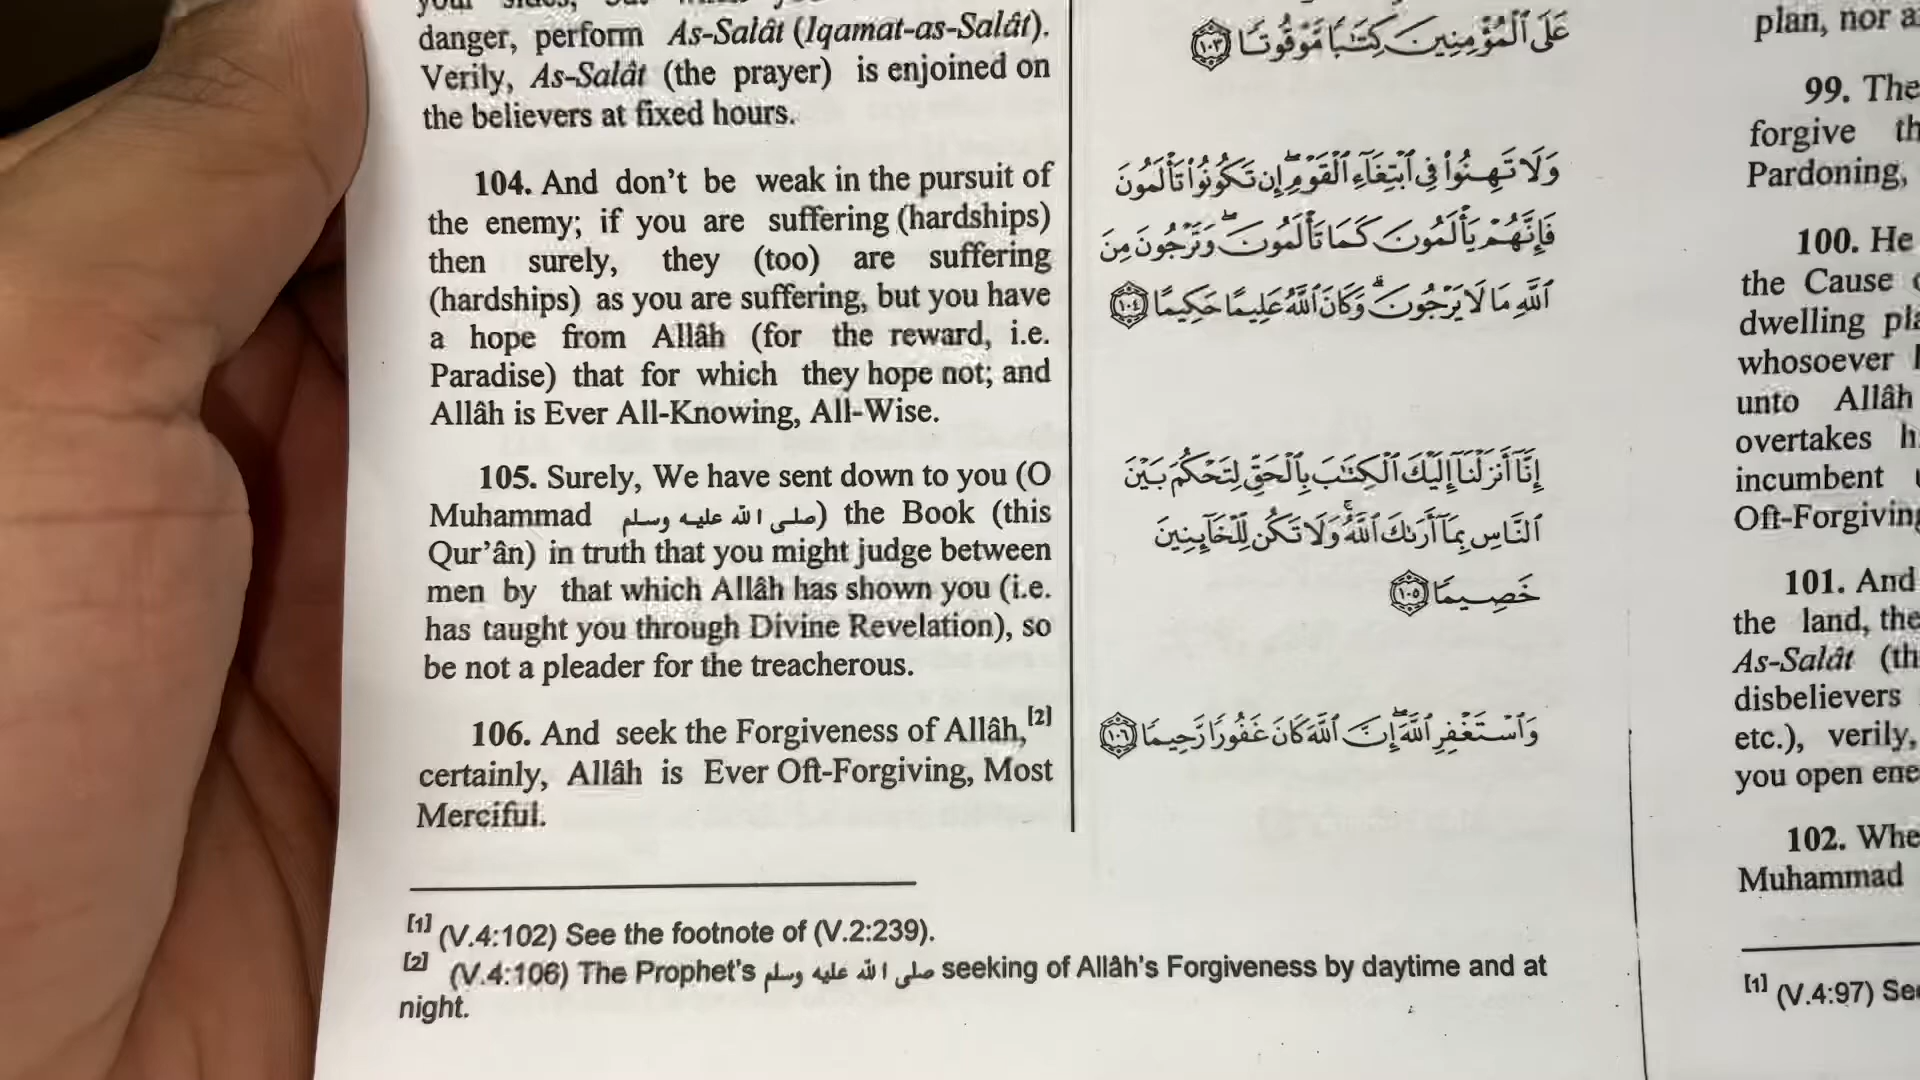 danger, perform As-Salât (Iqamat-as-Salât).
Verily, As-Salât (the prayer) is enjoined on
the believers at fixed hours.
104. And don't be weak in the pursuit of
the enemy; if you are suffering (hardships)
then surely, they (too) are suffering
(hardships) as you are suffering, but you have
a hope from Allâh (for the reward, i.e.
Paradise) that for which they hope not; and
Allâh is Ever All-Knowing, All-Wise.
105. Surely, We have sent down to you (O
Muhammad صلى الله عليه وسلم) the Book (this
Qur'ân) in truth that you might judge between
men by that which Allâh has shown you (i.e.
has taught you through Divine Revelation), so
be not a pleader for the treacherous.
106. And seek the Forgiveness of Allâh,[2]
certainly, Allâh is Ever Oft-Forgiving, Most
Merciful.
عَلَى ٱلْمُؤْمِنِينَ كِتَٰبًا مَّوْقُوتًا ١٠٣
وَلَا تَهِنُوا۟ فِى ٱبْتِغَآءِ ٱلْقَوْمِ ۖ إِن تَكُونُوا۟ تَأْلَمُونَ
فَإِنَّهُمْ يَأْلَمُونَ كَمَا تَأْلَمُونَ ۖ وَتَرْجُونَ مِنَ
ٱللَّهِ مَا لَا يَرْجُونَ ۗ وَكَانَ ٱللَّهُ عَلِيمًا حَكِيمًا ١٠٤
إِنَّآ أَنزَلْنَآ إِلَيْكَ ٱلْكِتَٰبَ بِٱلْحَقِّ لِتَحْكُمَ بَيْنَ
ٱلنَّاسِ بِمَآ أَرَىٰكَ ٱللَّهُ ۚ وَلَا تَكُن لِّلْخَآئِنِينَ
خَصِيمًا ١٠٥
وَٱسْتَغْفِرِ ٱللَّهَ ۖ إِنَّ ٱللَّهَ كَانَ غَفُورًا رَّحِيمًا ١٠٦
[1] (V.4:102) See the footnote of (V.2:239).
[2] (V.4:106) The Prophet's صلى الله عليه وسلم seeking of Allâh's Forgiveness by daytime and at
night.
plan, nor
99. The
forgive
Pardoning,
100. He
the Cause
dwelling
whosoever
unto Allâh
overtakes
incumbent
Oft-Forgiving
101. And
the land,
As-Salât
disbelievers
etc.), verily,
you open
102.
Muhammad
[1] (V.4:97)